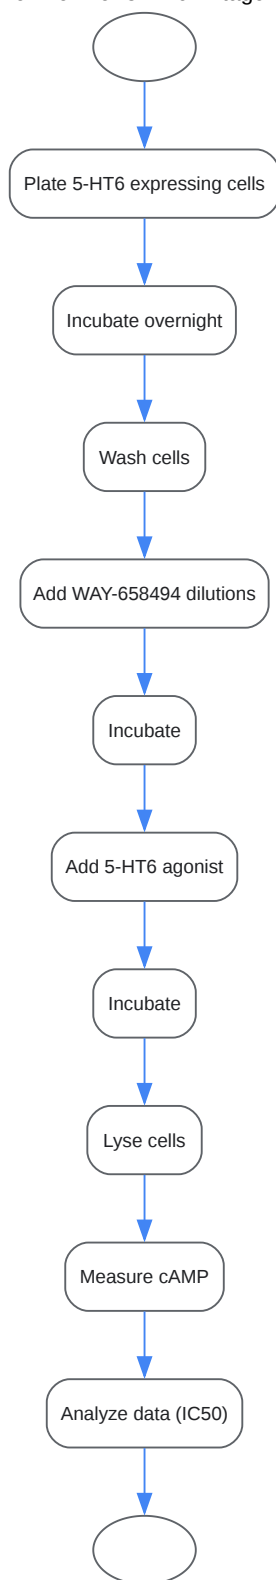 Plate 5-HT6 expressing cells
Incubate overnight
Wash cells
Add WAY-658494 dilutions
Incubate
Add 5-HT6 agonist
Incubate
Lyse cells
Measure cAMP
Analyze data (IC50)